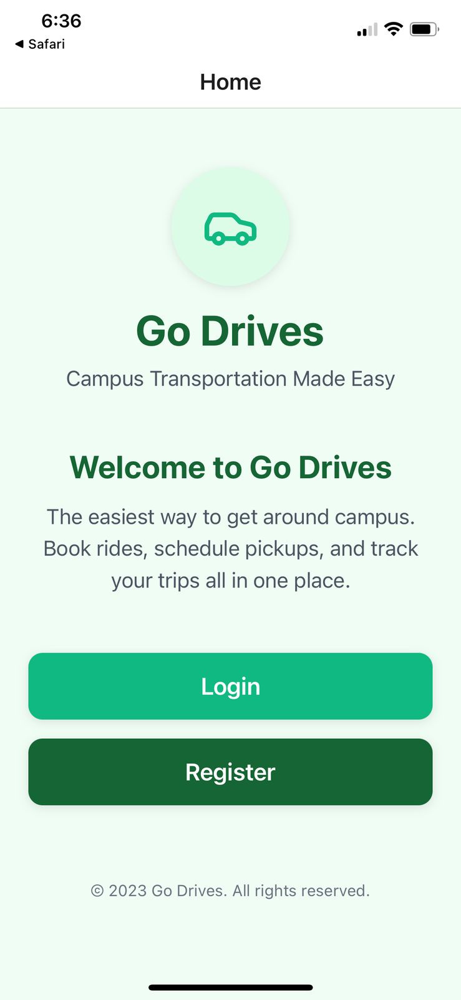 6:36
◀ Safari
Home
Go Drives
Campus Transportation Made Easy
Welcome to Go Drives
The easiest way to get around campus.
Book rides, schedule pickups, and track
your trips all in one place.
Login
Register
© 2023 Go Drives. All rights reserved.